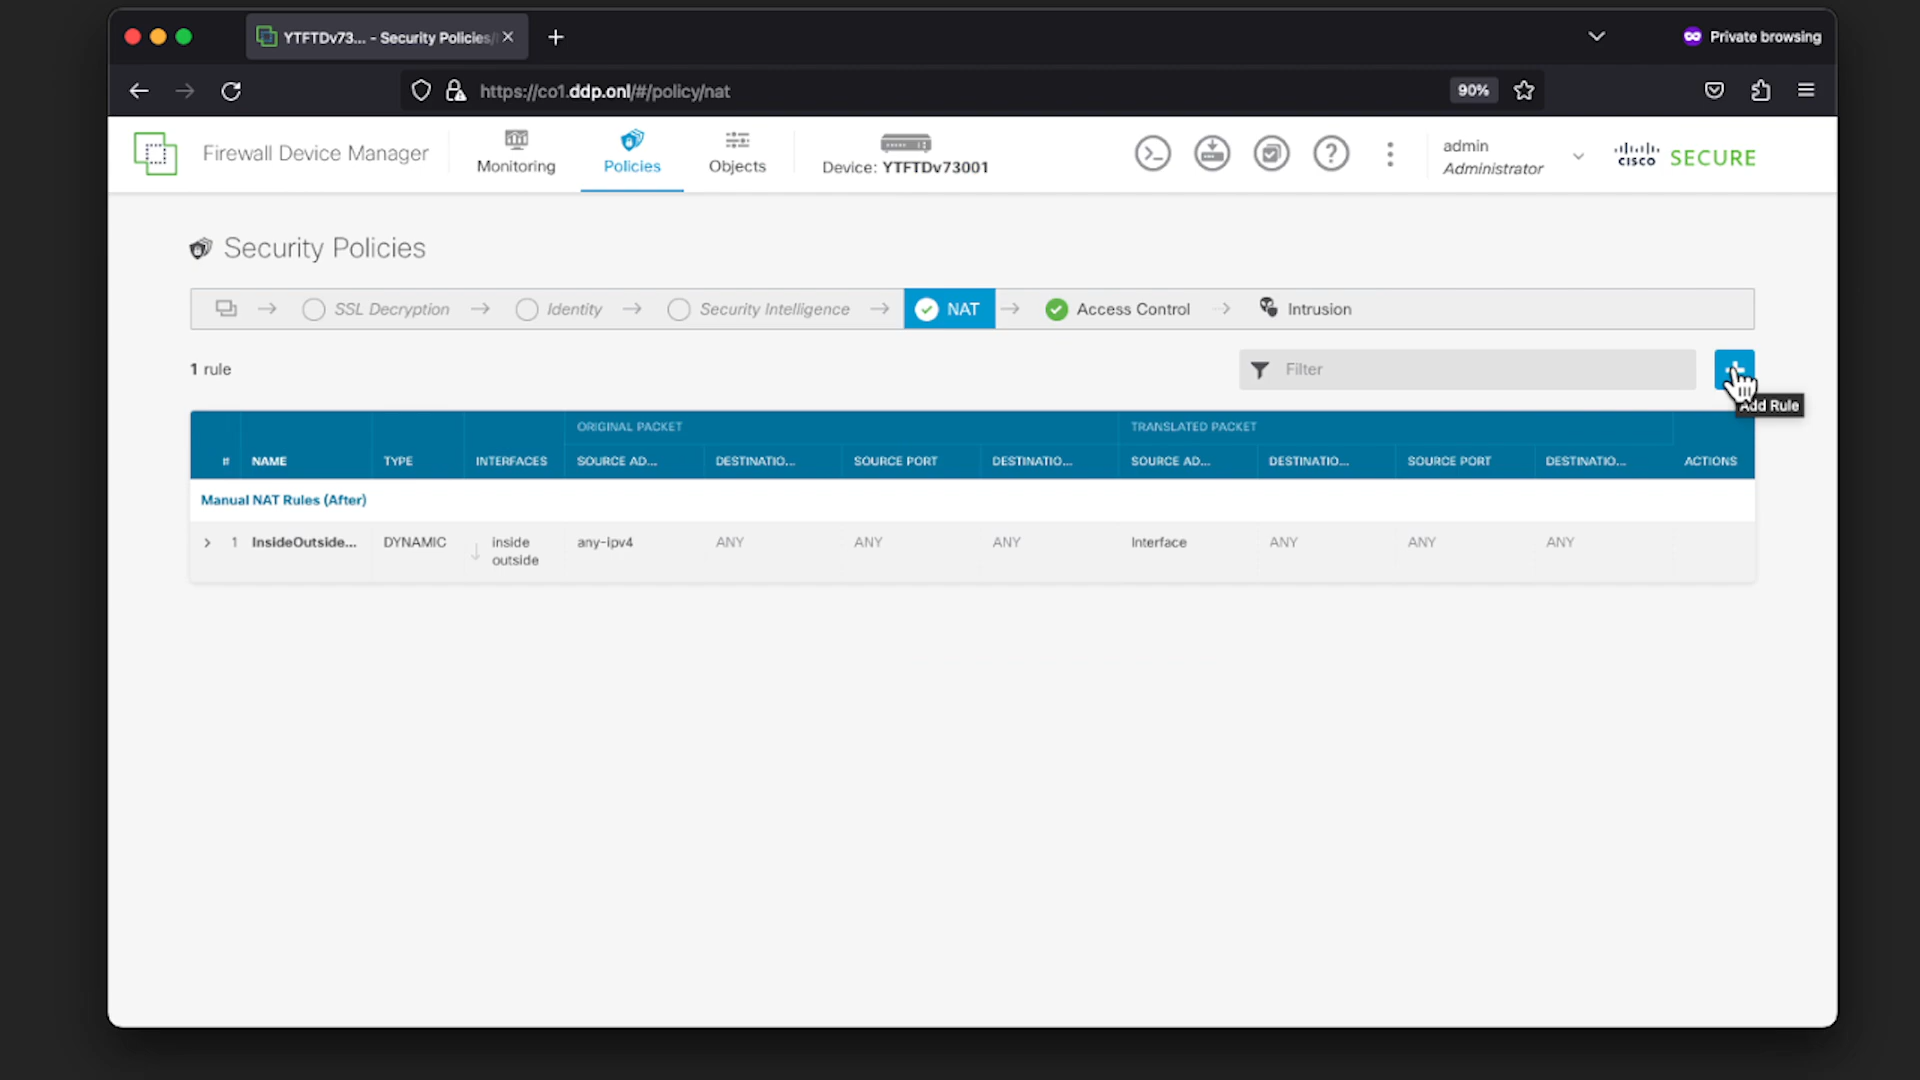 YTFTDv73... - Security Policies/
Private browsing
https://co1.ddp.onl/#/policy/nat
90%
Firewall Device Manager
Monitoring
Policies
Objects
Device: YTFTDv73001
admin
Administrator
CISCO SECURE
Security Policies
SSL Decryption
Identity
Security Intelligence
NAT
Access Control
Intrusion
1 rule
Filter
Add Rule
ORIGINAL PACKET
TRANSLATED PACKET
# NAME TYPE INTERFACES SOURCE AD... DESTINATIO... SOURCE PORT DESTINATIO... SOURCE AD... DESTINATIO... SOURCE PORT DESTINATIO... ACTIONS
Manual NAT Rules (After)
1 InsideOutside... DYNAMIC inside any-ipv4 ANY ANY ANY Interface ANY ANY ANY
outside